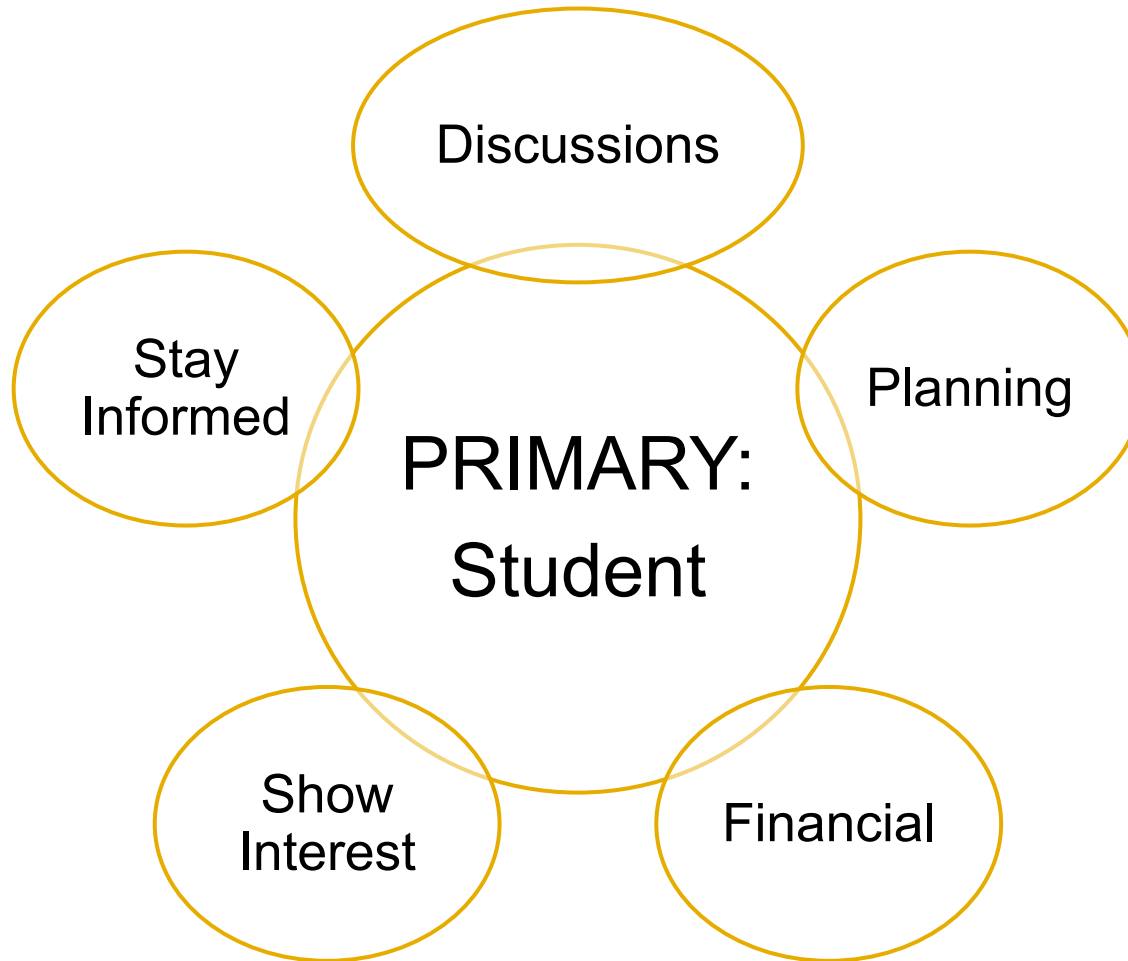 Discussions
Stay
Informed
Planning
PRIMARY:
Student
Show
Interest
Financial